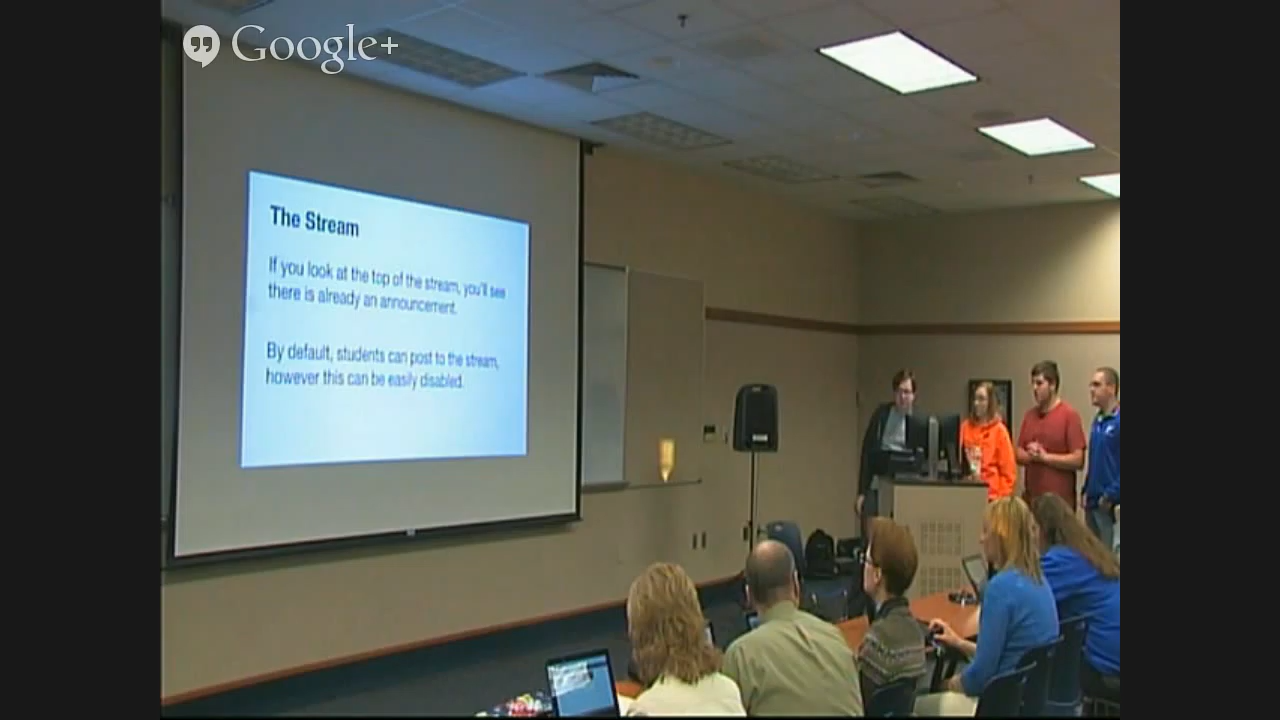 Google+
The Stream
If you look at the top of the stream, you'll see
there is already an announcement.
By default, students can post to the stream,
however this can be easily disabled.